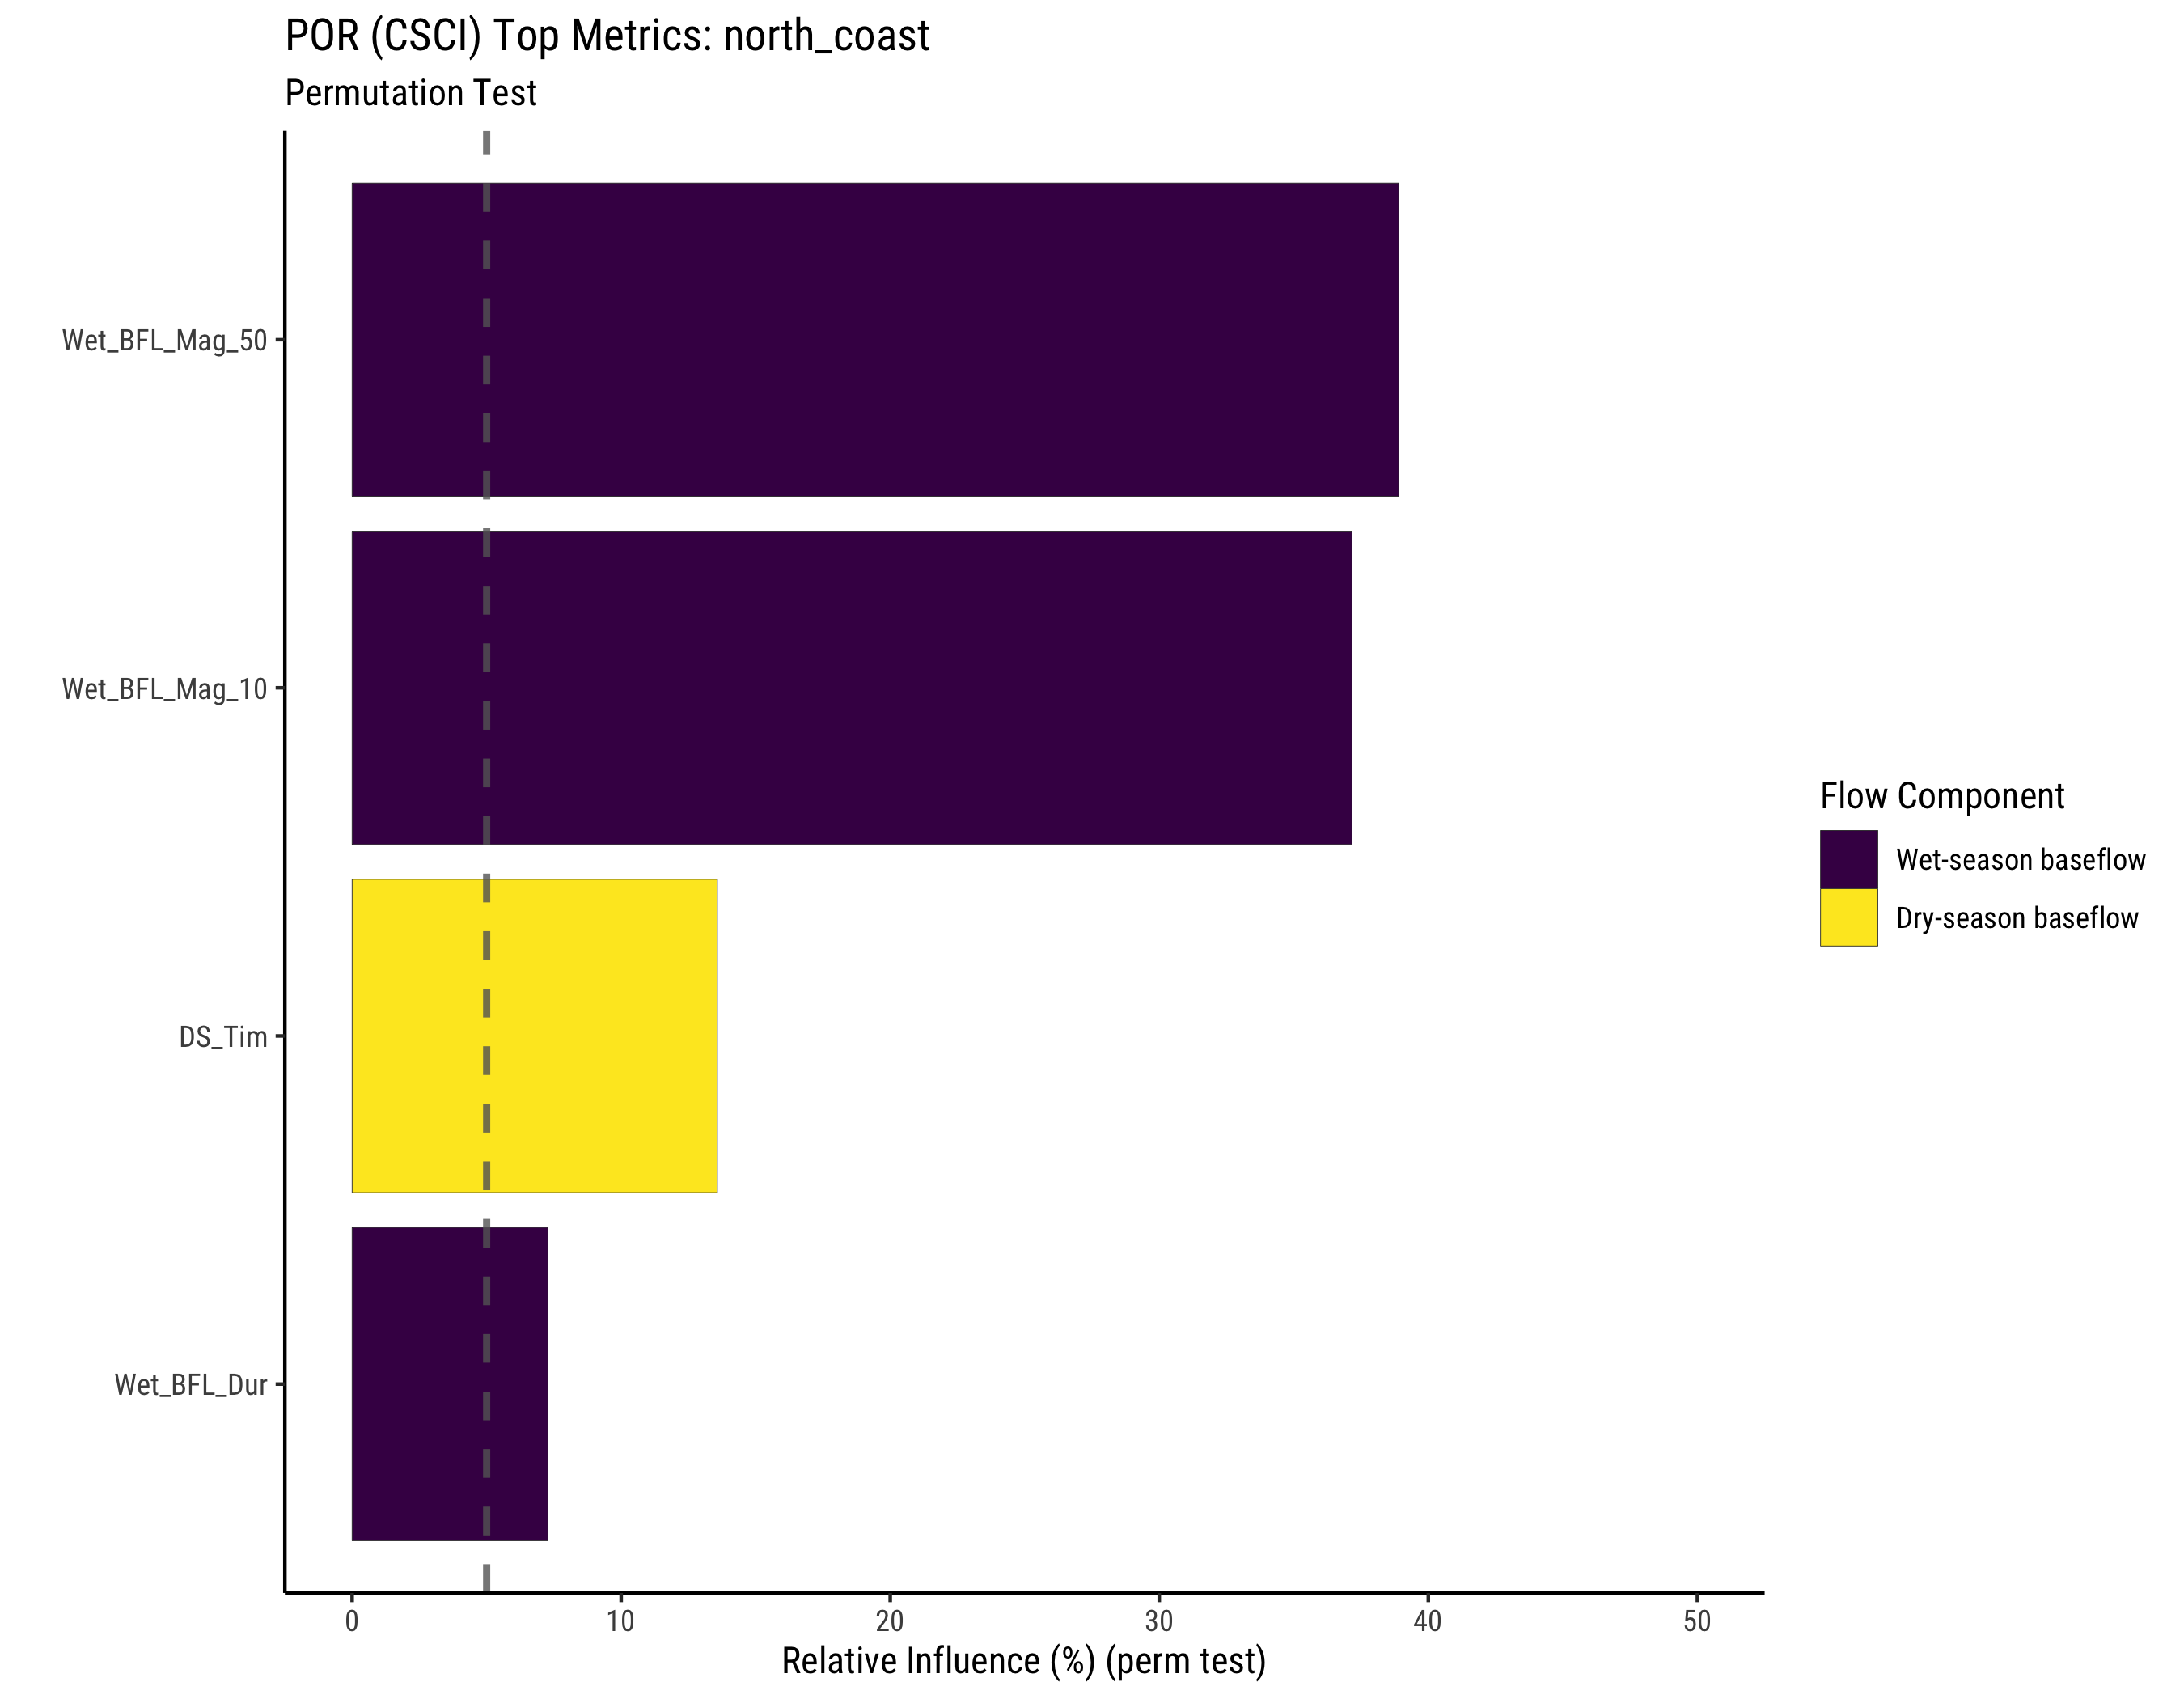 POR (CSCI) Top Metrics: north_coast
Permutation Test
Wet_BFL_Mag_50
Wet_BFL_Mag_10
DS_Tim
Wet_BFL_Dur
0 10 20 30 40 50
Relative Influence (%) (perm test)
Flow Component
Wet-season baseflow
Dry-season baseflow